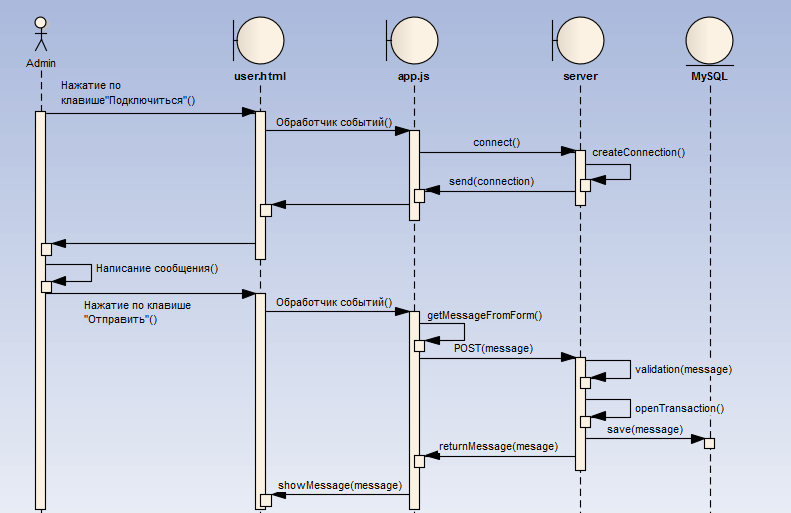 Admin
user.html
app.js
server
MySQL
Нажатие по
клавише"Подключиться"()
Обработчик событий()
connect()
createConnection()
send(connection)
Написание сообщения()
Нажатие по клавише
"Отправить"()
Обработчик событий()
getMessageFromForm()
POST(message)
validation(message)
openTransaction()
save(message)
returnMessage(mesage)
showMessage(message)